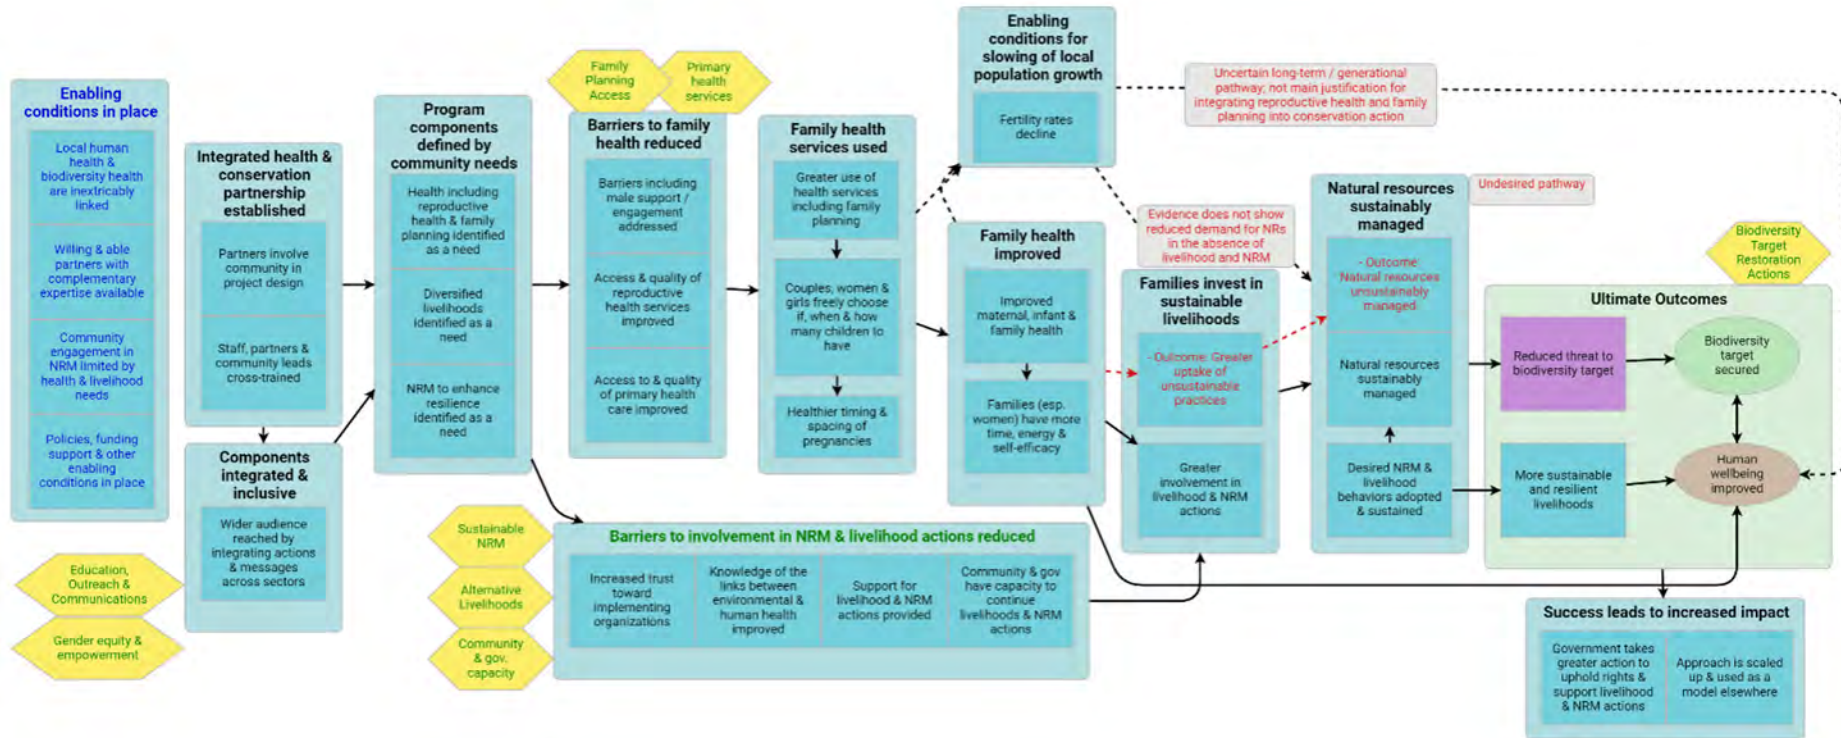 Enabling
conditions in place
Local human
health &
biodiversity health
are inextricably
linked
Willing & able
partners with
complementary
expertise available
Community
engagement in
NRM limited by
health & livelihood
needs
Policies, funding
support & other
enabling
conditions in place
Education,
Outreach &
Communications
Gender equity &
empowerment
Integrated health &
conservation
partnership
established
Partners involve
community in
project design
Staff, partners &
community leads
cross-trained
Components
integrated &
inclusive
Wider audience
reached by
integrating actions
& messages
across sectors
Program
components
defined by
community needs
Health including
reproductive
health & family
planning identified
as a need
Diversified
livelihoods
identified as a
need
NRM to enhance
resilience
identified as a
need
Family
Planning
Access
Primary
health
services
Barriers to family
health reduced
Barriers including
male support /
engagement
addressed
Access & quality of
reproductive
health services
improved
Access to & quality
of primary health
care improved
Family health
services used
Greater use of
health services
including family
planning
Couples, women &
girls freely choose
if, when & how
many children to
have
Healthier timing &
spacing of
pregnancies
Sustainable
NRM
Alternative
Livelihoods
Community
& gov.
capacity
Barriers to involvement in NRM & livelihood actions reduced
Increased trust
toward
implementing
organizations
Knowledge of the
links between
environmental &
human health
improved
Support for
livelihood & NRM
actions provided
Community & gov
have capacity to
continue
livelihoods & NRM
actions
Enabling
conditions for
slowing of local
population growth
Fertility rates
decline
Uncertain long-term / generational
pathway; not main justification for
integrating reproductive health and family
planning into conservation action
Evidence does not show
reduced demand for NRs
in the absence of
livelihood and NRM
Family health
improved
Improved
maternal, infant &
family health
Families (esp.
women) have more
time, energy &
self-efficacy
Families invest in
sustainable
livelihoods
- Outcome: Greater
uptake of
unsustainable
practices
Greater
involvement in
livelihood & NRM
actions
Natural resources
sustainably
managed
- Outcome:
Natural resources
unsustainably
managed
Natural resources
sustainably
managed
Desired NRM &
livelihood
behaviors adopted
& sustained
Undesired pathway
Biodiversity
Target
Restoration
Actions
Ultimate Outcomes
Reduced threat to
biodiversity target
Biodiversity
target
secured
More sustainable
and resilient
livelihoods
Human
wellbeing
improved
Success leads to increased impact
Government takes
greater action to
uphold rights &
support livelihood
& NRM actions
Approach is scaled
up & used as a
model elsewhere